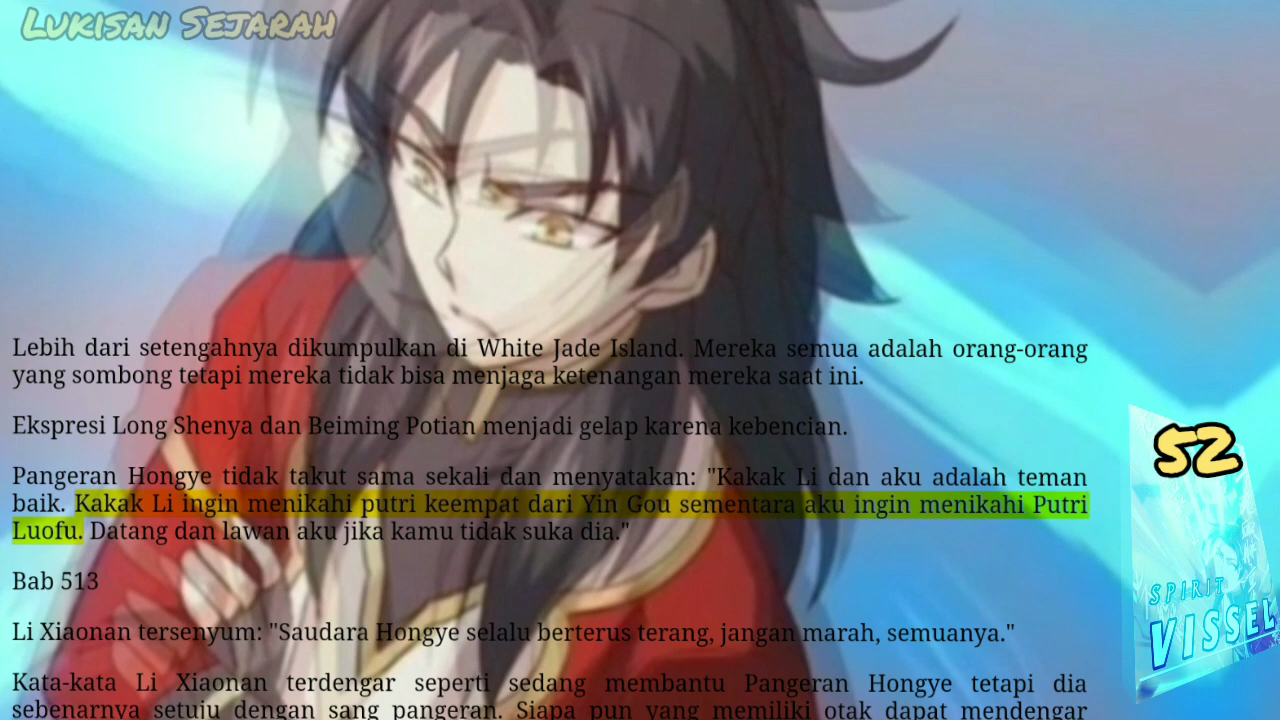 Lukisan Sejarah
Lebih dari setengahnya dikumpulkan di White Jade Island. Mereka semua adalah orang-orang
yang sombong tetapi mereka tidak bisa menjaga ketenangan mereka saat ini.
Ekspresi Long Shenya dan Beiming Potian menjadi gelap karena kebencian.
Pangeran Hongye tidak takut sama sekali dan menyatakan: "Kakak Li dan aku adalah teman
baik. Kakak Li ingin menikahi putri keempat dari Yin Gou sementara aku ingin menikahi Putri
Luofu. Datang dan lawan aku jika kamu tidak suka dia."
Bab 513
Li Xiaonan tersenyum: "Saudara Hongye selalu berterus terang, jangan marah, semuanya."
Kata-kata Li Xiaonan terdengar seperti sedang membantu Pangeran Hongye tetapi dia
sebenarnya setuju dengan sang pangeran. Siapa pun yang memiliki otak dapat mendengar
52
SPIRIT
VISSEL